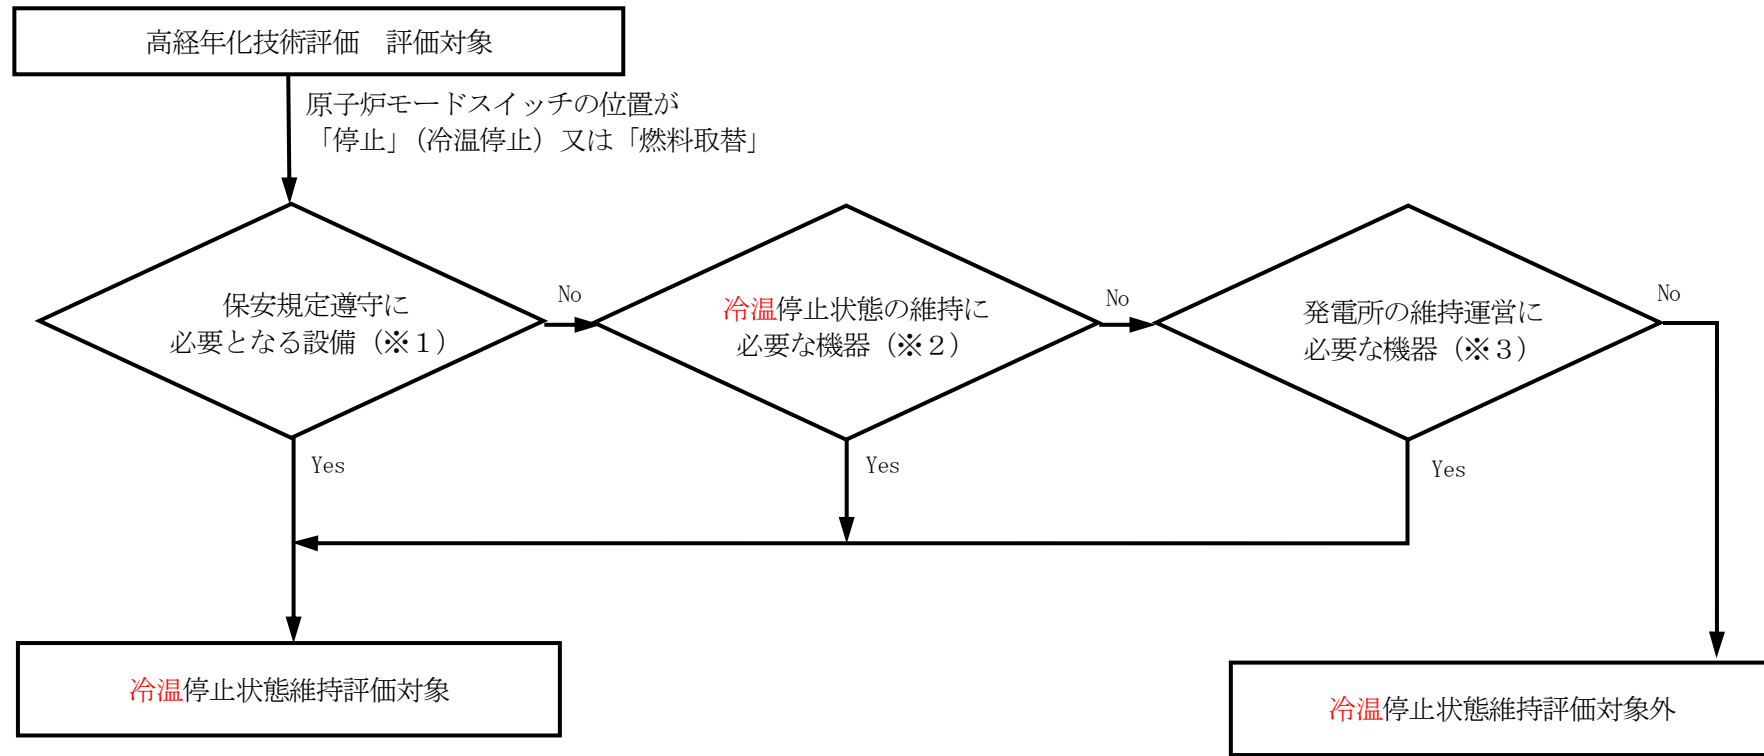 高経年化技術評価　評価対象
原子炉モードスイッチの位置が
「停止」（冷温停止）又は「燃料取替」
保安規定遵守に
必要となる設備（※１）
No
冷温停止状態の維持に
必要な機器（※２）
No
発電所の維持運営に
必要な機器（※３）
No
Yes
Yes
Yes
冷温停止状態維持評価対象
冷温停止状態維持評価対象外